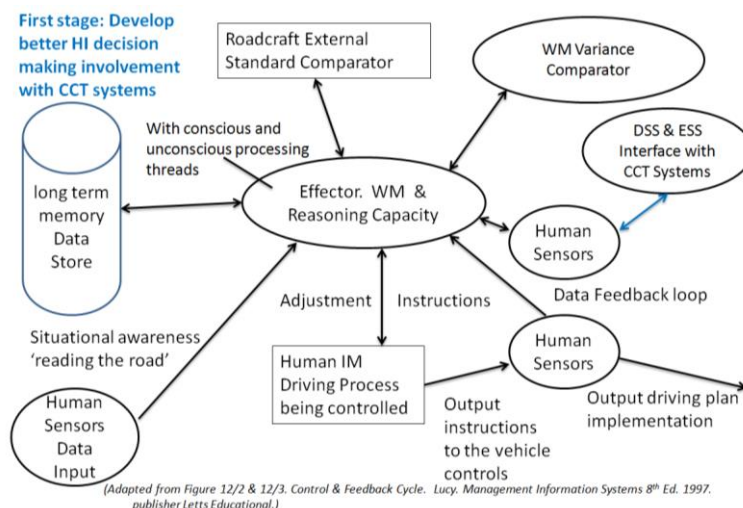 First stage: Develop
better HI decision
making involvement
with CCT systems
Roadcraft External
Standard Comparator
WM Variance
Comparator
With conscious and
unconscious processing
threads
DSS & ESS
Interface with
CCT Systems
long term
memory
Data
Store
Effector. WM &
Reasoning Capacity
Human
Sensors
Adjustment
Instructions
Data Feedback loop
Situational awareness
'reading the road'
Human IM
Driving Process
being controlled
Human
Sensors
Human
Sensors
Data
Input
Output
instructions
to the vehicle
controls
Output driving plan
implementation
(Adapted from Figure 12/2 & 12/3. Control & Feedback Cycle. Lucy. Management Information Systems 8th Ed. 1997.
publisher Letts Educational.)